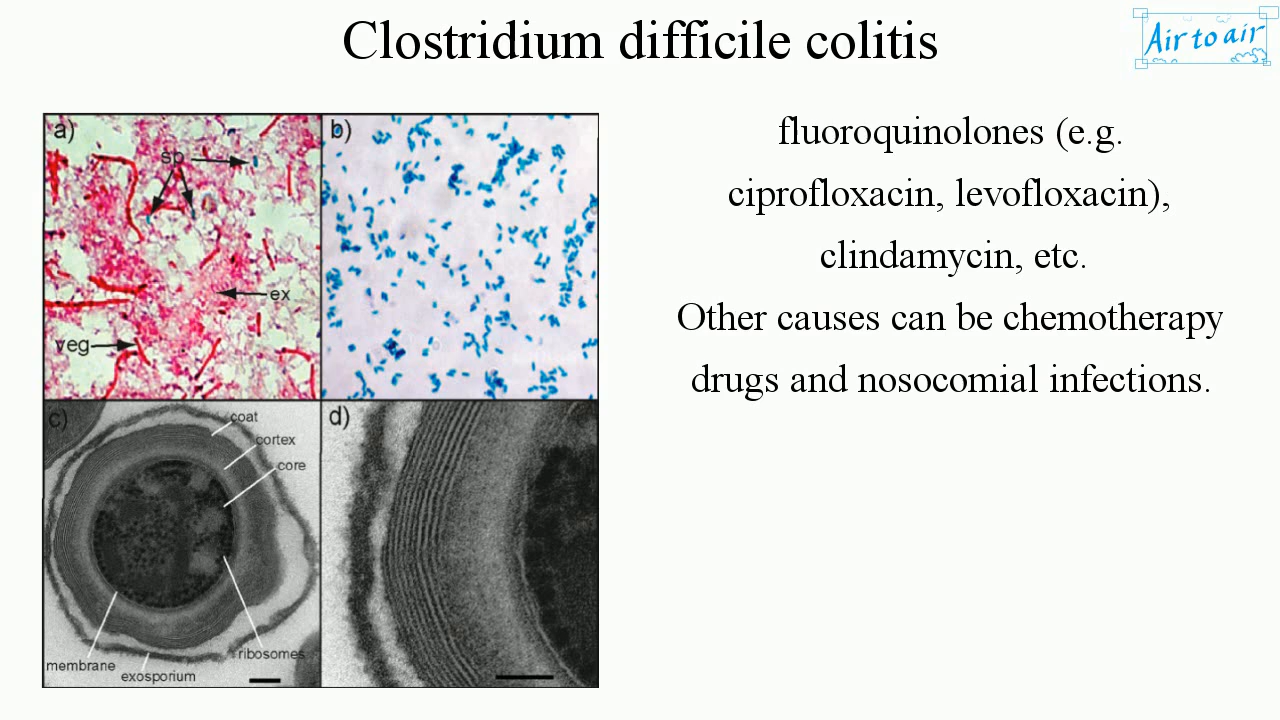 Clostridium difficile colitis
Air to air
a)
sp
ex
veg
b)
c)
coat
cortex
core
membrane
exosporium
ribosomes
d)
fluoroquinolones (e.g.
ciprofloxacin, levofloxacin),
clindamycin, etc.
Other causes can be chemotherapy
drugs and nosocomial infections.